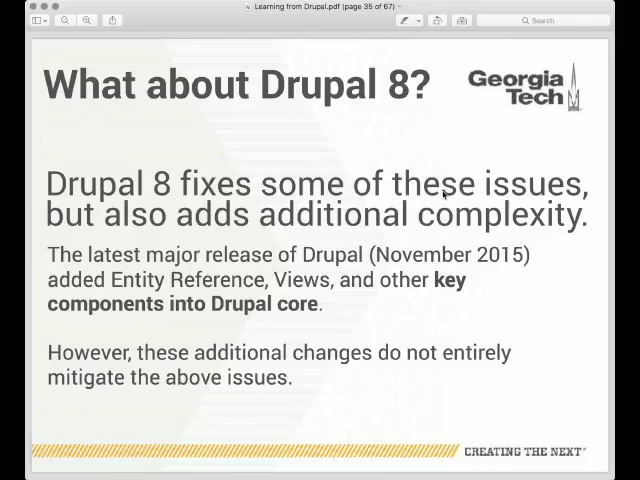 Learning from Drupal.pdf (page 35 of 67)
Search
What about Drupal 8?
Georgia
Tech
Drupal 8 fixes some of these issues,
but also adds additional complexity.
The latest major release of Drupal (November 2015)
added Entity Reference, Views, and other key
components into Drupal core.
However, these additional changes do not entirely
mitigate the above issues.
CREATING THE NEXT